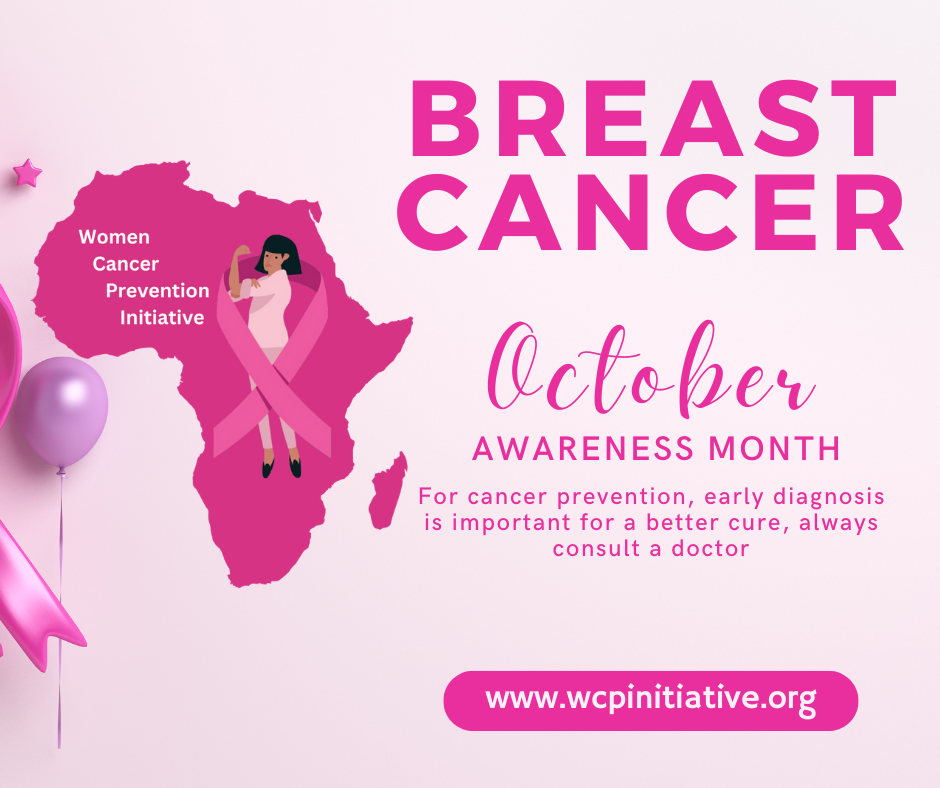 BREAST
CANCER
Women
Cancer
Prevention
Initiative
October
AWARENESS MONTH
For cancer prevention, early diagnosis
is important for a better cure, always
consult a doctor
www.wcpinitiative.org